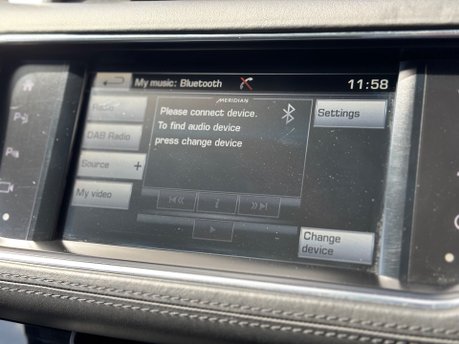 My music: Bluetooth 11:58
MERIDIAN
Radio
DAB Radio
Source +
My video
Please connect device.
To find audio device
press change device
Settings
i
Change
device